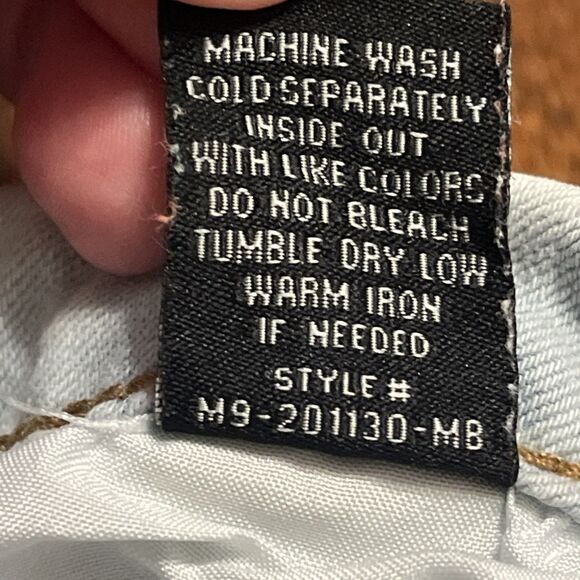 MACHINE WASH
COLD SEPARATELY
INSIDE OUT
WITH LIKE COLORS
DO NOT BLEACH
TUMBLE DRY LOW
WARM IRON
IF NEEDED
STYLE #
M9-201130-MB